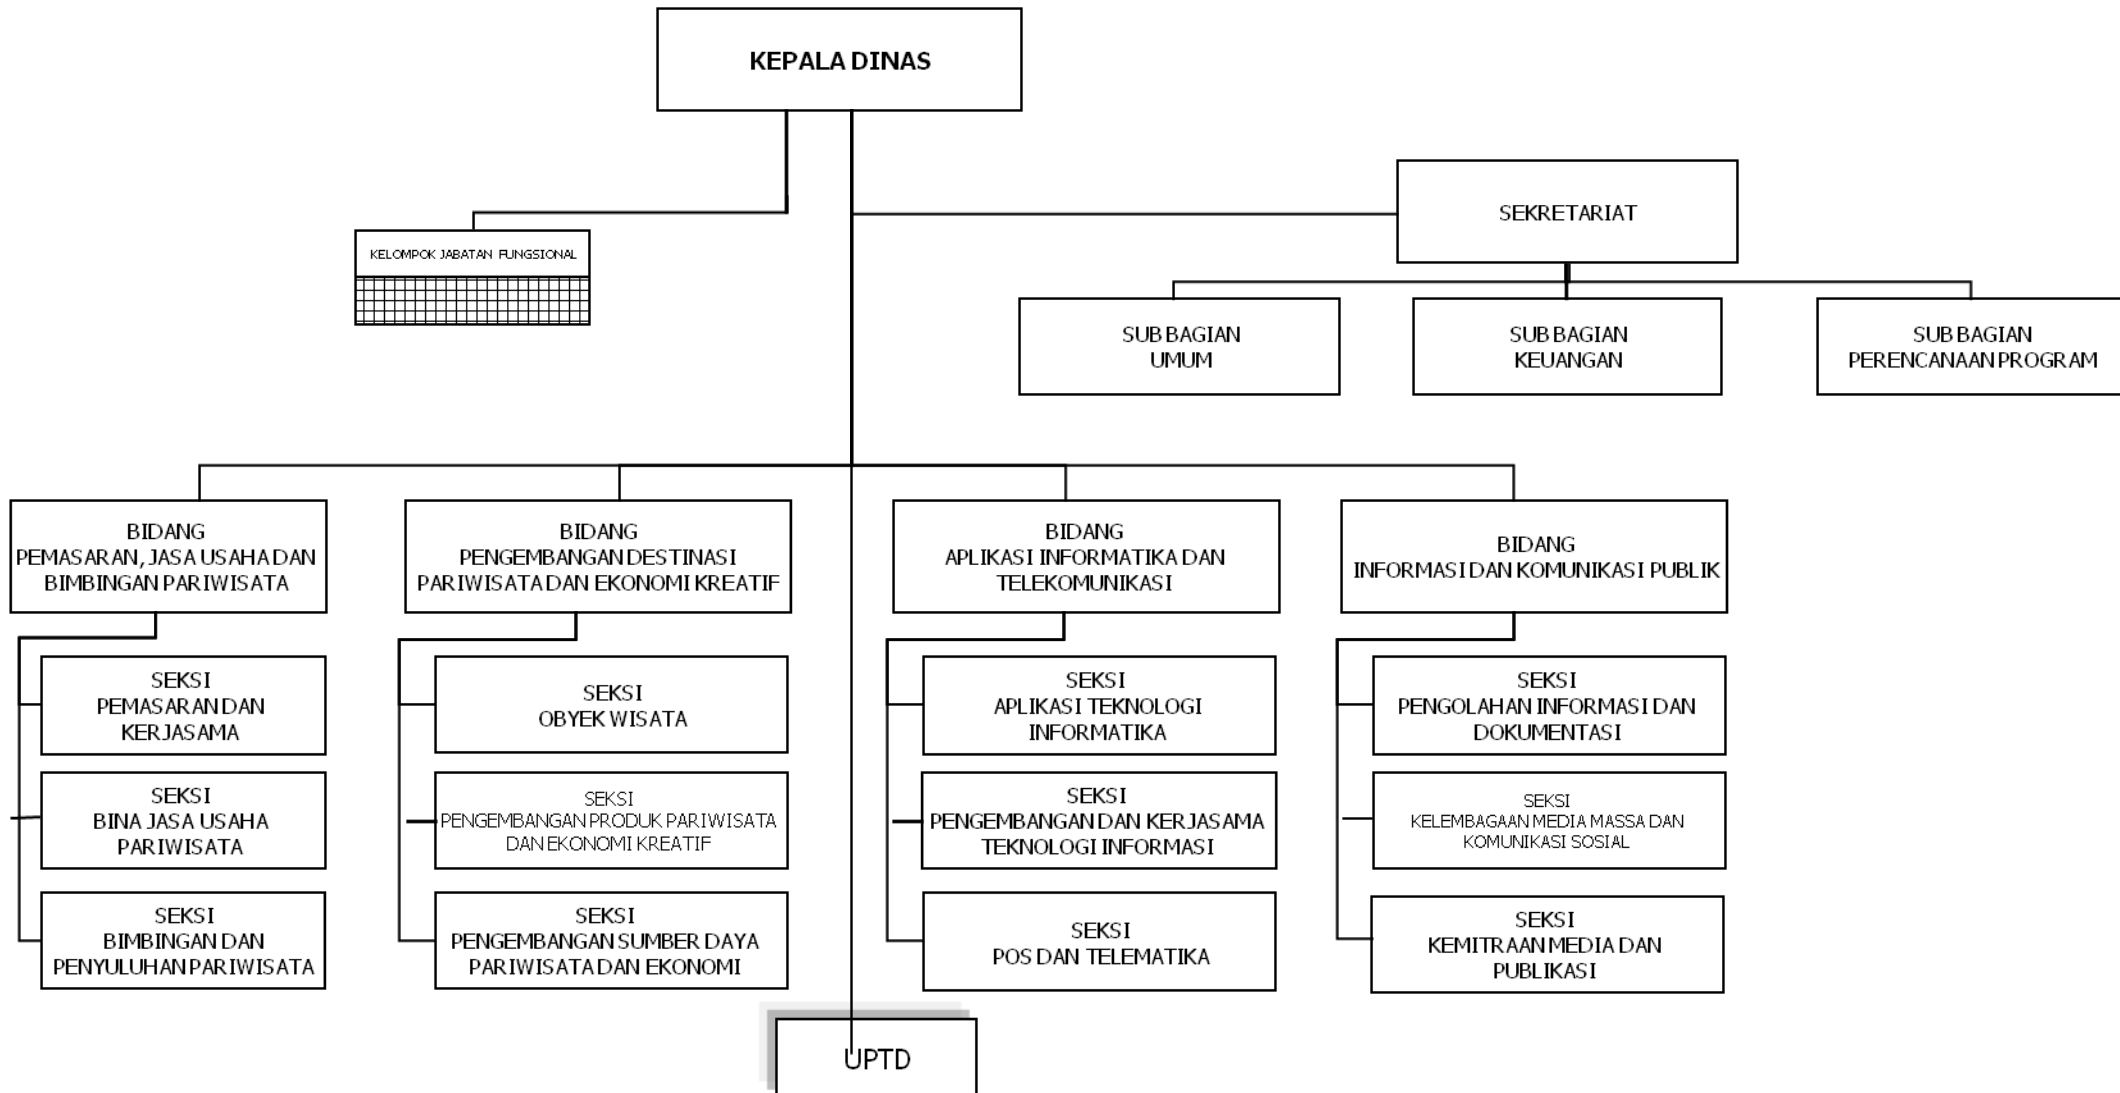 KEPALA DINAS
SEKRETARIAT
KELOMPOK JABATAN FUNGSIONAL
SUB BAGIAN
UMUM
SUB BAGIAN
KEUANGAN
SUB BAGIAN
PERENCANAAN PROGRAM
BIDANG
PEMASARAN, JASA USAHA DAN
BIMBINGAN PARIWISATA
BIDANG
PENGEMBANGAN DESTINASI
PARIWISATA DAN EKONOMI KREATIF
BIDANG
APLIKASI INFORMATIKA DAN
TELEKOMUNIKASI
BIDANG
INFORMASI DAN KOMUNIKASI PUBLIK
SEKSI
PEMASARAN DAN
KERJASAMA
SEKSI
OBYEK WISATA
SEKSI
APLIKASI TEKNOLOGI
INFORMATIKA
SEKSI
PENGOLAHAN INFORMASI DAN
DOKUMENTASI
SEKSI
BINA JASA USAHA
PARIWISATA
SEKSI
PENGEMBANGAN PRODUK PARIWISATA
DAN EKONOMI KREATIF
SEKSI
PENGEMBANGAN DAN KERJASAMA
TEKNOLOGI INFORMASI
SEKSI
KELEMBAGAAN MEDIA MASSA DAN
KOMUNIKASI SOSIAL
SEKSI
BIMBINGAN DAN
PENYULUHAN PARIWISATA
SEKSI
PENGEMBANGAN SUMBER DAYA
PARIWISATA DAN EKONOMI
SEKSI
POS DAN TELEMATIKA
SEKSI
KEMITRAAN MEDIA DAN
PUBLIKASI
UPTD